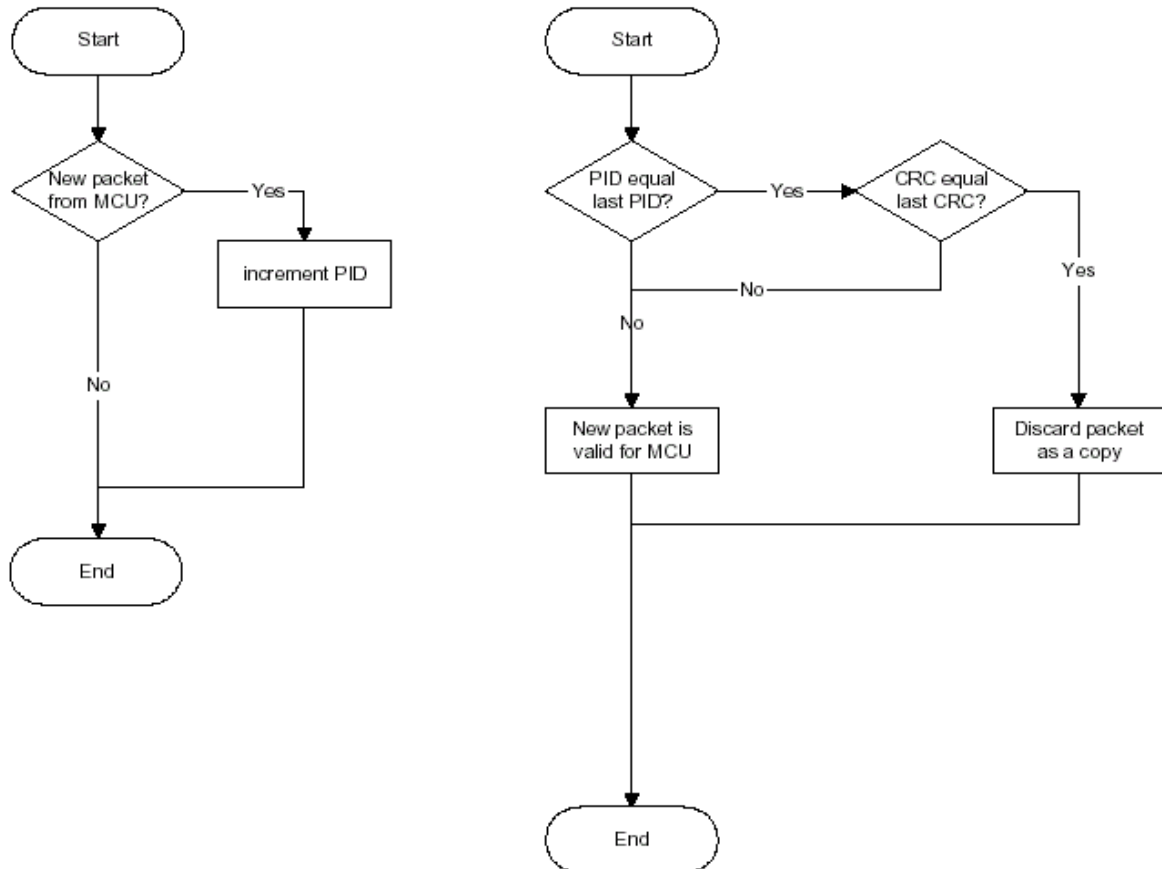 Start
New packet
from MCU?
Yes
increment PID
No
End
Start
PID equal
last PID?
Yes
CRC equal
last CRC?
Yes
No
No
New packet is
valid for MCU
Discard packet
as a copy
End